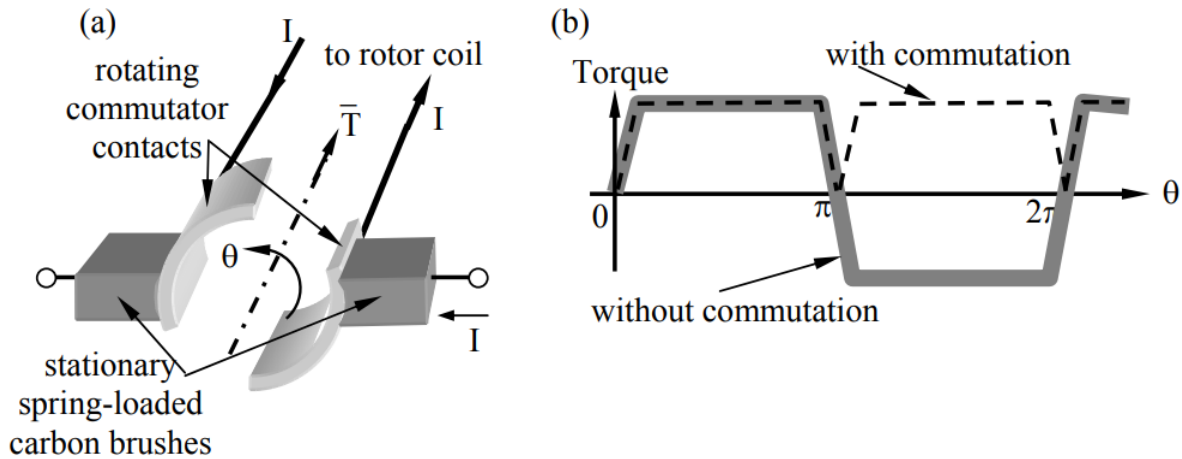 (a)
I
to rotor coil
rotating
commutator
contacts
T̅
I
θ
I
stationary
spring-loaded
carbon brushes
(b)
with commutation
Torque
θ
0
π
2π
without commutation